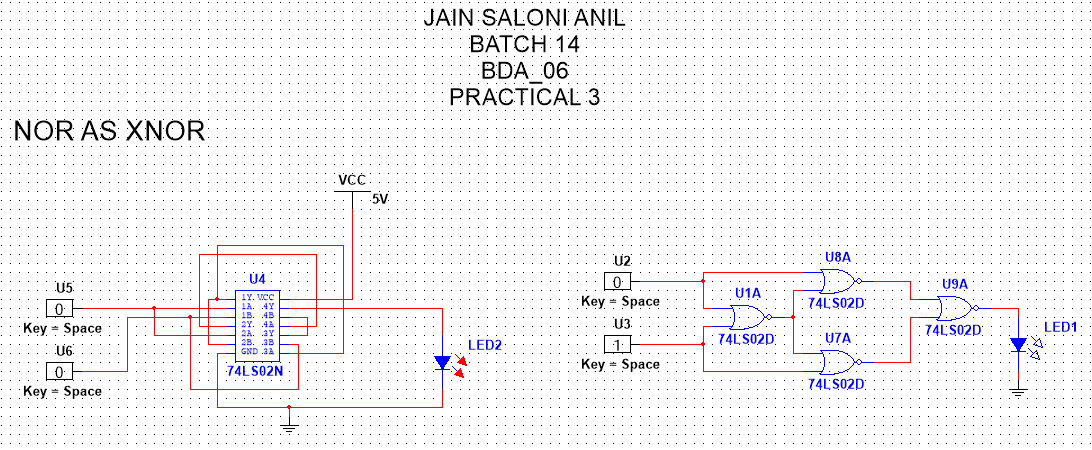 JAIN SALONI ANIL
BATCH 14
BDA_06
PRACTICAL 3
NOR AS XNOR
VCC
5V
U5
0
Key = Space
U6
0
Key = Space
U4
1Y VCC
1A 4Y
1B 4B
2Y 4A
2A 3Y
2B 3B
GND 3A
74LS02N
LED2
U2
0
Key = Space
U3
1
Key = Space
U1A
74LS02D
U8A
74LS02D
U7A
74LS02D
U9A
74LS02D
LED1